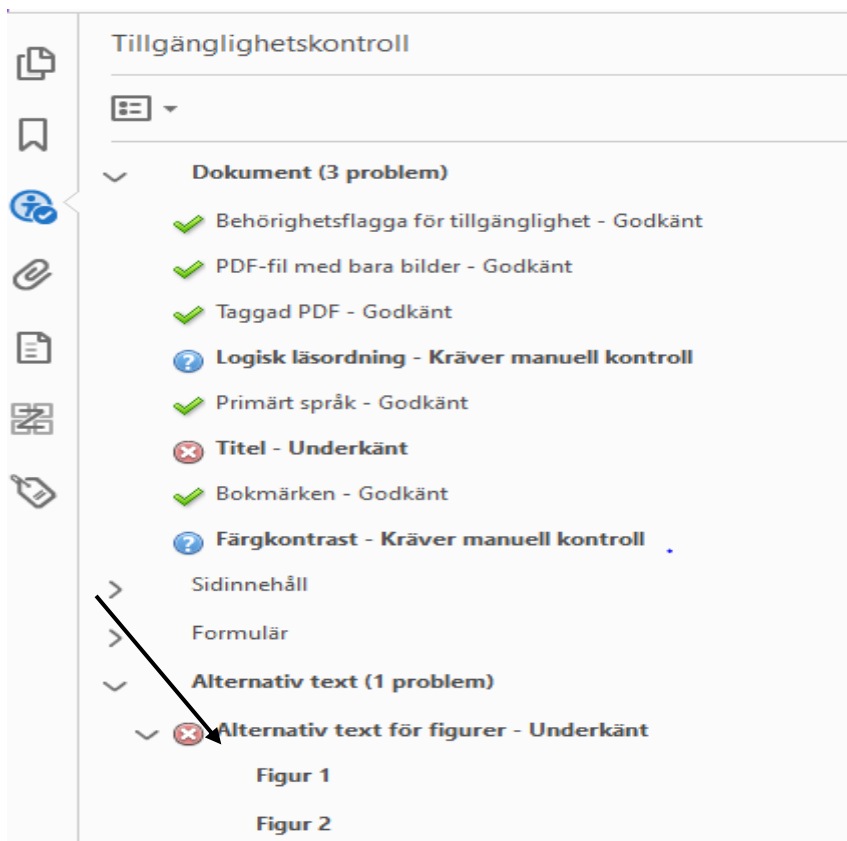 Tillgänglighetskontroll
Dokument (3 problem)
Behörighetsflagga för tillgänglighet - Godkänt
PDF-fil med bara bilder - Godkänt
Taggad PDF - Godkänt
Logisk läsordning - Kräver manuell kontroll
Primärt språk - Godkänt
Titel - Underkänt
Bokmärken - Godkänt
Färgkontrast - Kräver manuell kontroll
Sidinnehåll
Formulär
Alternativ text (1 problem)
Alternativ text för figurer - Underkänt
Figur 1
Figur 2